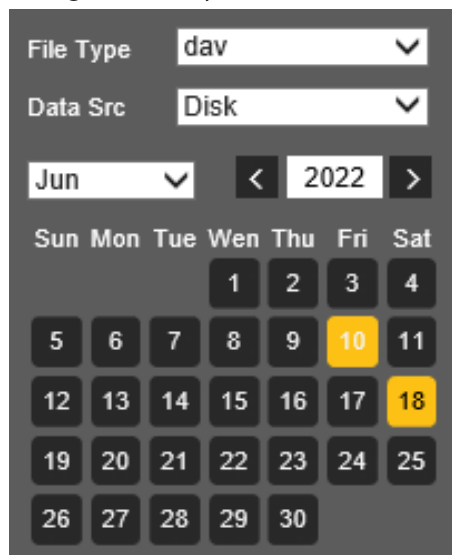 File Type dav
Data Src Disk
Jun < 2022 >
Sun Mon Tue Wen Thu Fri Sat
1 2 3 4
5 6 7 8 9 10 11
12 13 14 15 16 17 18
19 20 21 22 23 24 25
26 27 28 29 30